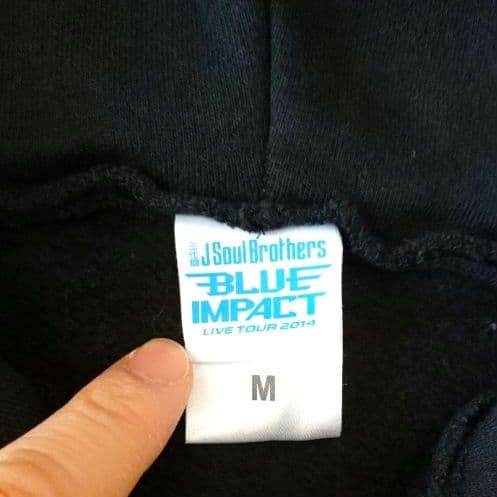 J Soul Brothers
BLUE
IMPACT
LIVE TOUR 2014
M